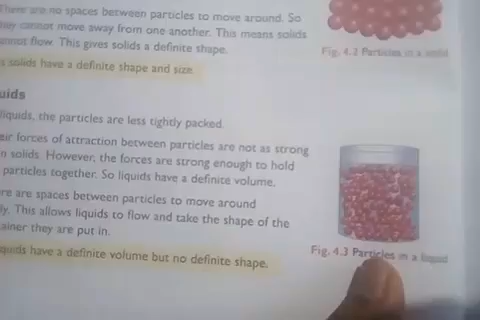 There are no spaces between particles to move around. So
they cannot move away from one another. This means solids
cannot flow. This gives solids a definite shape.
solids have a definite shape and size.
Fig. 4.2 Particles in a solid
uids
liquids, the particles are less tightly packed.
eir forces of attraction between particles are not as strong
in solids. However, the forces are strong enough to hold
particles together. So liquids have a definite volume.
ere are spaces between particles to move around
ly. This allows liquids to flow and take the shape of the
tainer they are put in.
quids have a definite volume but no definite shape.
Fig. 4.3 Particles in a liquid